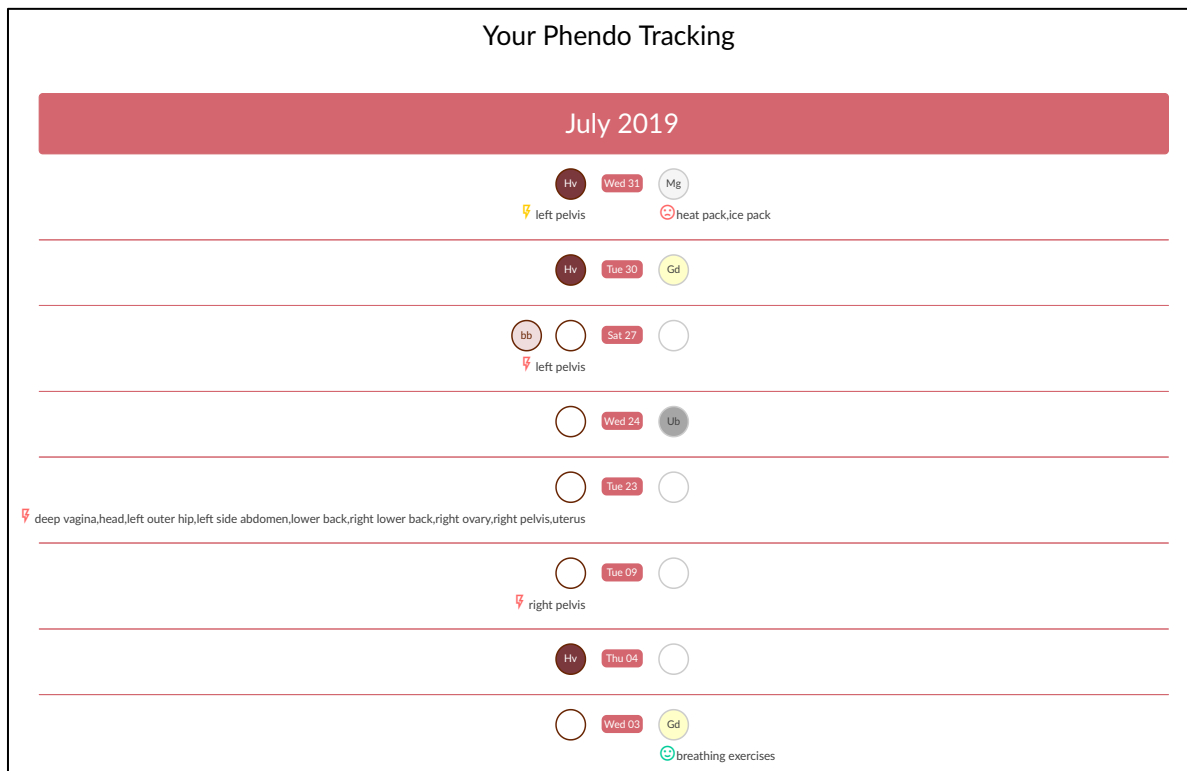 Your Phendo Tracking
July 2019
Hv Wed 31 Mg
left pelvis heat pack,ice pack
Hv Tue 30 Gd
bb Sat 27
left pelvis
Wed 24 Ub
Tue 23
deep vagina,head,left outer hip,left side abdomen,lower back,right lower back,right ovary,right pelvis,uterus
Tue 09
right pelvis
Hv Thu 04
Wed 03 Gd
breathing exercises